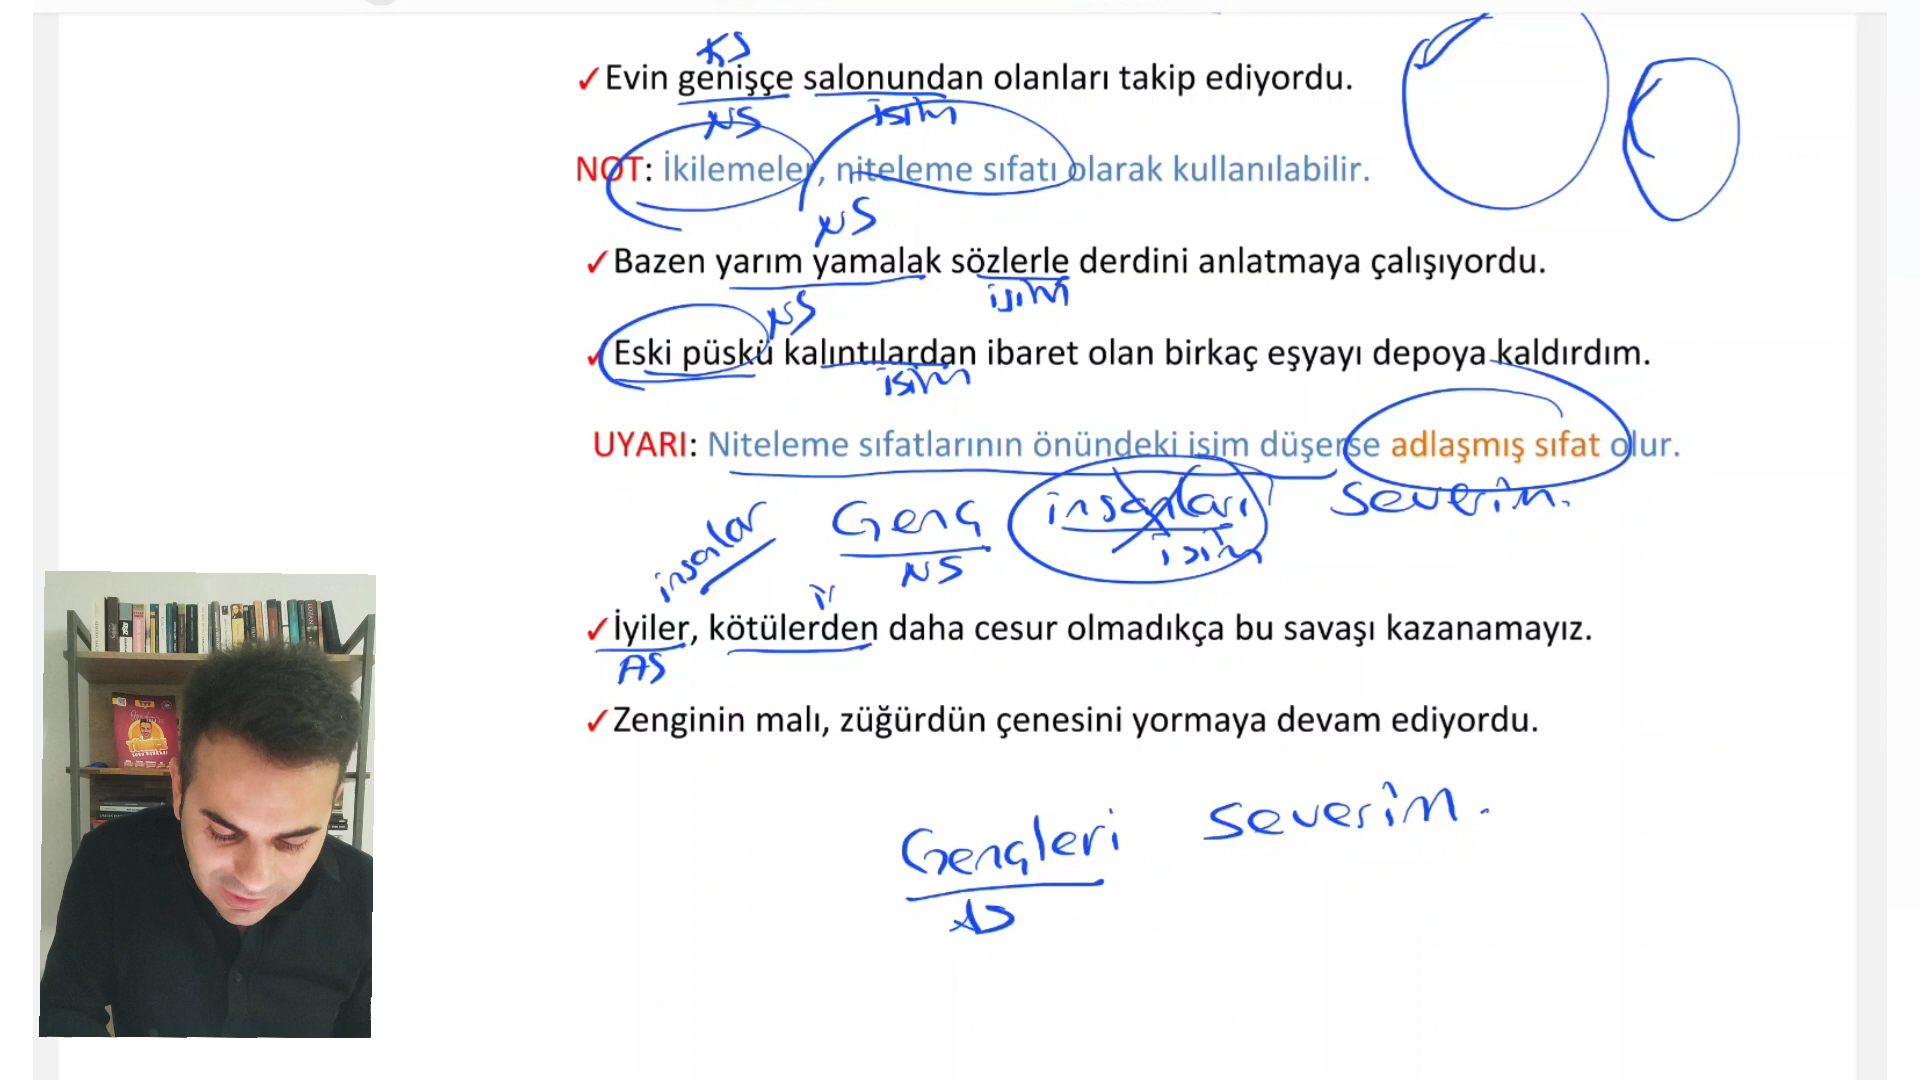 KS
✓Evin genişçe salonundan olanları takip ediyordu.
NS isim
NOT: İkilemeler, niteleme sıfatı olarak kullanılabilir.
NS
✓Bazen yarım yamalak sözlerle derdini anlatmaya çalışıyordu.
NS isim
✓Eski püskü kalıntılardan ibaret olan birkaç eşyayı depoya kaldırdım.
isim
UYARI: Niteleme sıfatlarının önündeki isim düşerse adlaşmış sıfat olur.
insalar Genç insanları severim.
NS isim
✓İyiler, kötülerden daha cesur olmadıkça bu savaşı kazanamayız.
AS
✓Zenginin malı, züğürdün çenesini yormaya devam ediyordu.
Gençleri severim.
AS